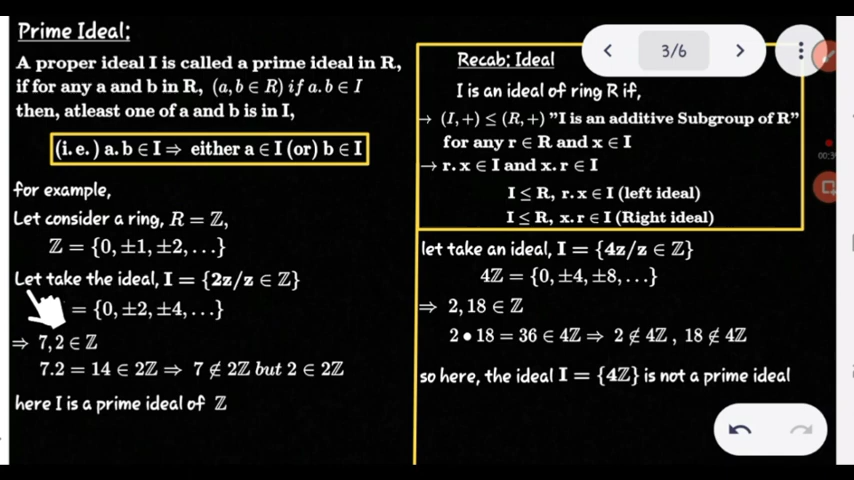 Prime Ideal:
A proper ideal I is called a prime ideal in R,
if for any a and b in R, (a, b ∈ R) if a. b ∈ I
then, atleast one of a and b is in I,
(i. e. ) a. b ∈ I ⇒ either a ∈ I (or) b ∈ I
for example,
Let consider a ring, R = ℤ,
ℤ = {0, ±1, ±2, …}
Let take the ideal, I = {2z/z ∈ ℤ}
= {0, ±2, ±4, …}
⇒ 7, 2 ∈ ℤ
7.2 = 14 ∈ 2ℤ ⇒ 7 ∉ 2ℤ but 2 ∈ 2ℤ
here I is a prime ideal of ℤ
3/6
Recab: Ideal
I is an ideal of ring R if,
→ (I, +) ≤ (R, +) "I is an additive Subgroup of R"
for any r ∈ R and x ∈ I
→ r. x ∈ I and x. r ∈ I
I ≤ R, r. x ∈ I (left ideal)
I ≤ R, x. r ∈ I (Right ideal)
let take an ideal, I = {4z/z ∈ ℤ}
4ℤ = {0, ±4, ±8, …}
⇒ 2, 18 ∈ ℤ
2 • 18 = 36 ∈ 4ℤ ⇒ 2 ∉ 4ℤ , 18 ∉ 4ℤ
so here, the ideal I = {4ℤ} is not a prime ideal